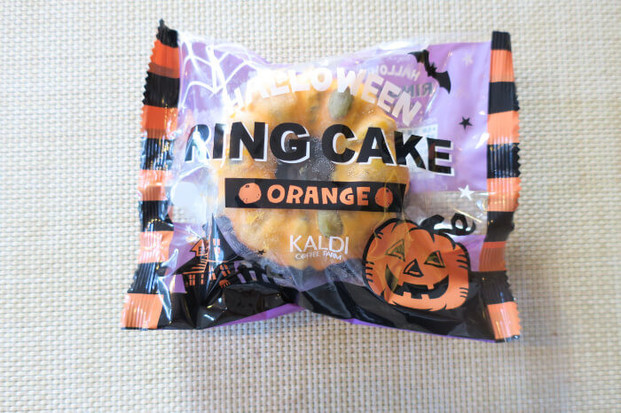 HALLOWEEN
RING CAKE
ORANGE
KALDI
COFFEE FARM